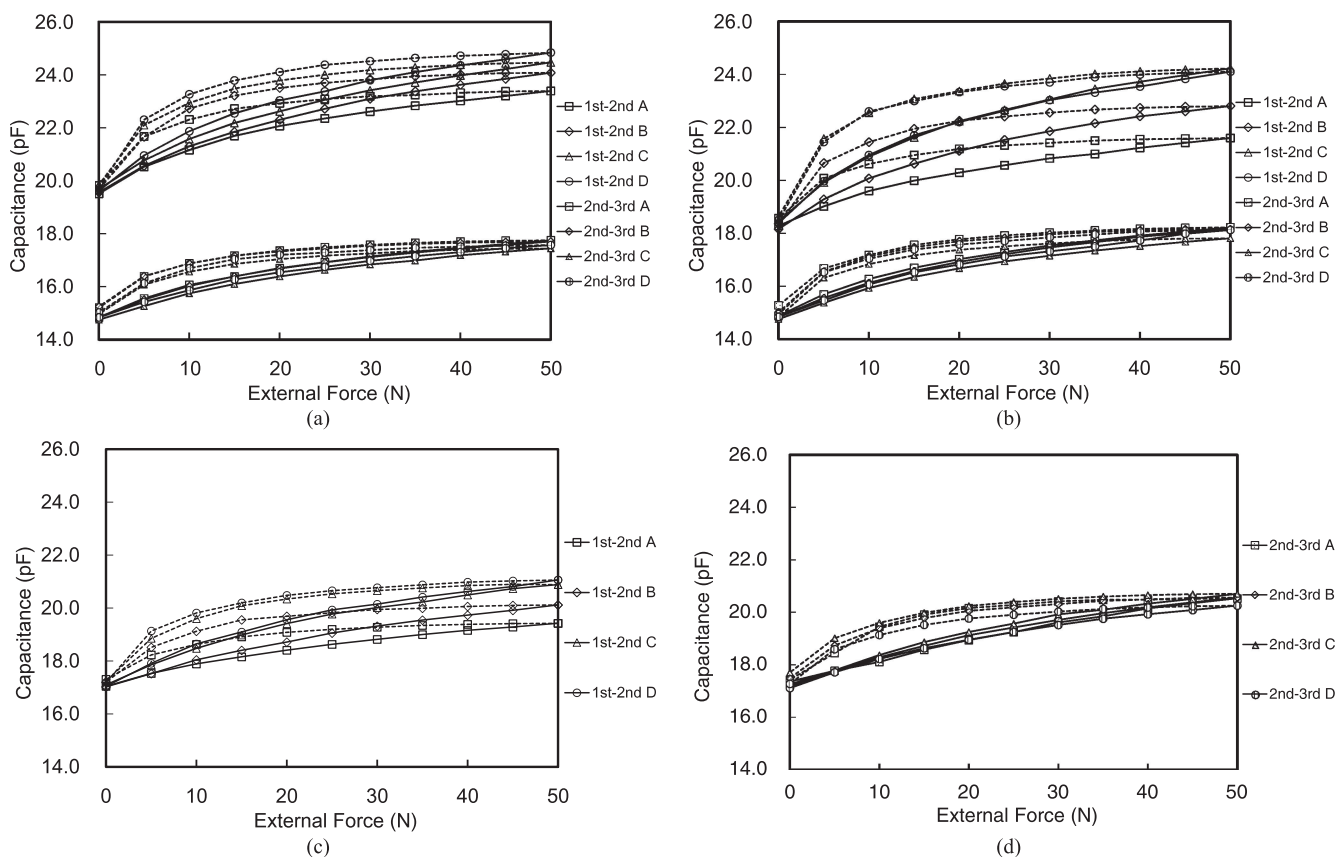 26.0
24.0
22.0
20.0
18.0
16.0
14.0
Capacitance (pF)
0 10 20 30 40 50
External Force (N)
1st-2nd A
1st-2nd B
1st-2nd C
1st-2nd D
2nd-3rd A
2nd-3rd B
2nd-3rd C
2nd-3rd D
(a)
26.0
24.0
22.0
20.0
18.0
16.0
14.0
Capacitance (pF)
0 10 20 30 40 50
External Force (N)
1st-2nd A
1st-2nd B
1st-2nd C
1st-2nd D
2nd-3rd A
2nd-3rd B
2nd-3rd C
2nd-3rd D
(b)
26.0
24.0
22.0
20.0
18.0
16.0
14.0
Capacitance (pF)
0 10 20 30 40 50
External Force (N)
1st-2nd A
1st-2nd B
1st-2nd C
1st-2nd D
(c)
26.0
24.0
22.0
20.0
18.0
16.0
14.0
Capacitance (pF)
0 10 20 30 40 50
External Force (N)
2nd-3rd A
2nd-3rd B
2nd-3rd C
2nd-3rd D
(d)